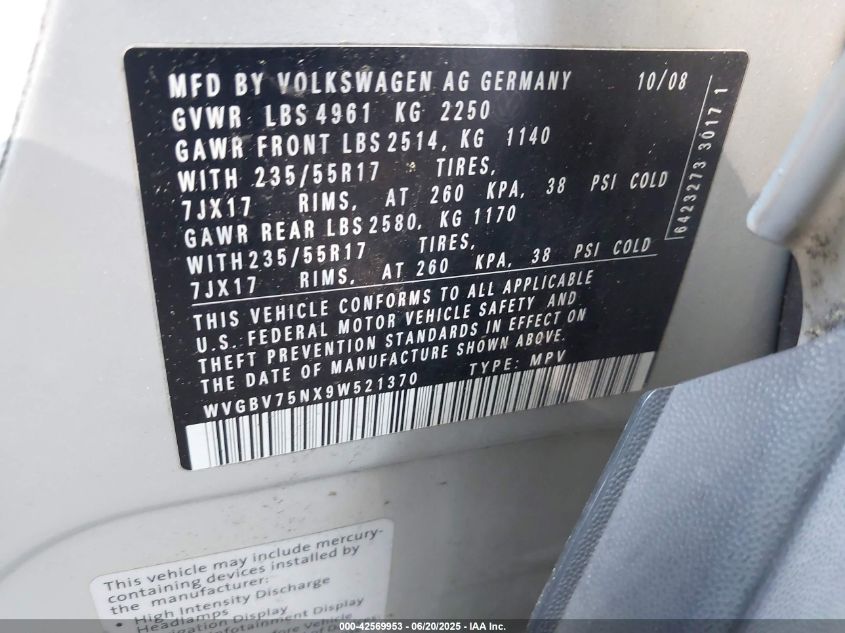 MFD BY VOLKSWAGEN AG GERMANY 10/08
GVWR LBS 4961 KG 2250
GAWR FRONT LBS 2514, KG 1140
WITH 235/55R17 TIRES,
7JX17 RIMS, AT 260 KPA, 38 PSI COLD
GAWR REAR LBS 2580, KG 1170
WITH 235/55R17 TIRES,
7JX17 RIMS, AT 260 KPA, 38 PSI COLD
THIS VEHICLE CONFORMS TO ALL APPLICABLE
U.S. FEDERAL MOTOR VEHICLE SAFETY AND
THEFT PREVENTION STANDARDS IN EFFECT ON
THE DATE OF MANUFACTURE SHOWN ABOVE.
WVGBV75NX9W521370 TYPE: MPV
6423273 30171
This vehicle may include mercury-
containing devices installed by
the manufacturer:
• High Intensity Discharge
Headlamps
Infotainment Display
000-42569953 - 06/20/2025 - IAA Inc.